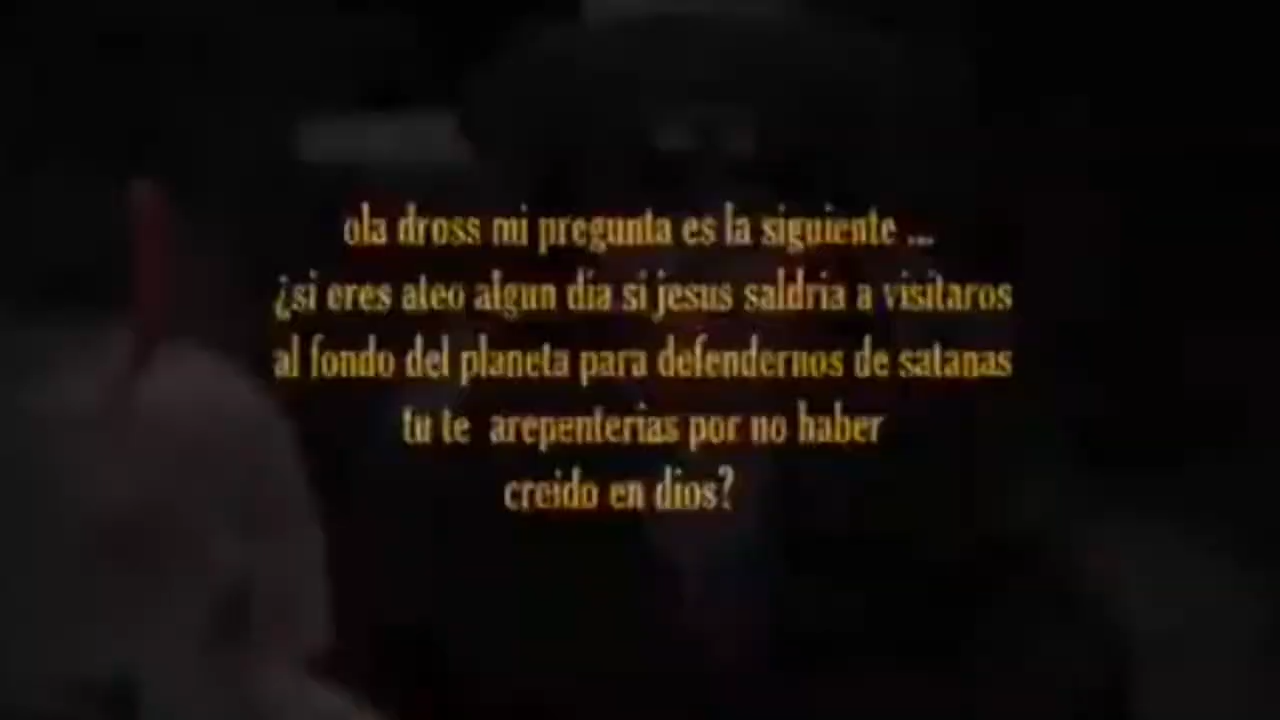 ola dross mi pregunta es la siguiente ...
¿si eres ateo algun dia si jesus saldria a visitaros
al fondo del planeta para defendernos de satanas
tu te arepenterias por no haber
creido en dios?